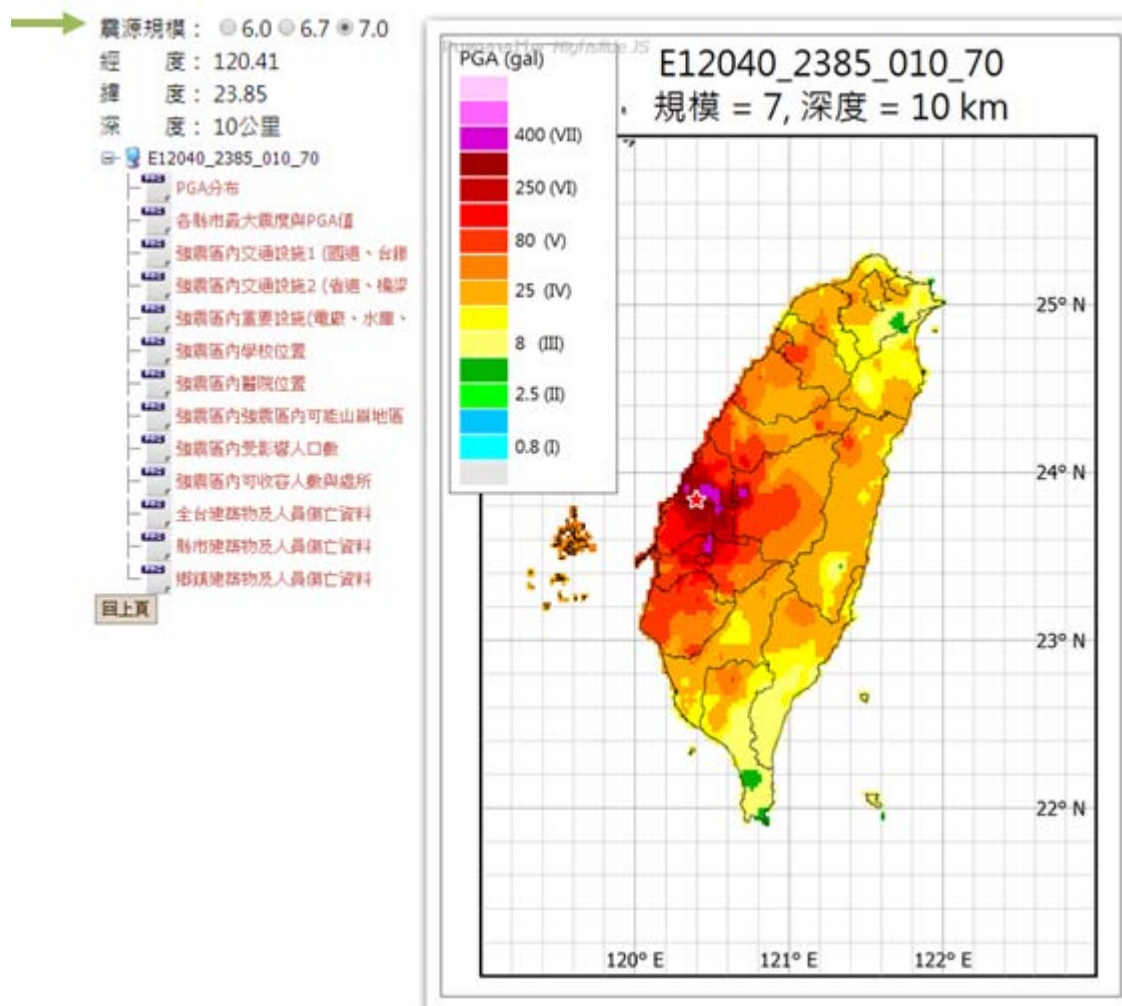 震源規模： 6.0 6.7 7.0
經 度：120.41
緯 度：23.85
深 度：10公里
E12040_2385_010_70
PGA分布
各縣市最大震度與PGA值
強震區內交通設施1 (國道、台鐵
強震區內交通設施2 (省道、橋梁
強震區內重要設施(電廠、水庫、
強震區內學校位置
強震區內醫院位置
強震區內強震區內可能山崩地區
強震區內受影響人口數
強震區內可收容人數與處所
全台建築物及人員傷亡資料
縣市建築物及人員傷亡資料
鄉鎮建築物及人員傷亡資料
回上頁
Highslide JS
PGA (gal)
400 (VII)
250 (VI)
80 (V)
25 (IV)
8 (III)
2.5 (II)
0.8 (I)
E12040_2385_010_70
規模 = 7, 深度 = 10 km
25° N
24° N
23° N
22° N
120° E 121° E 122° E